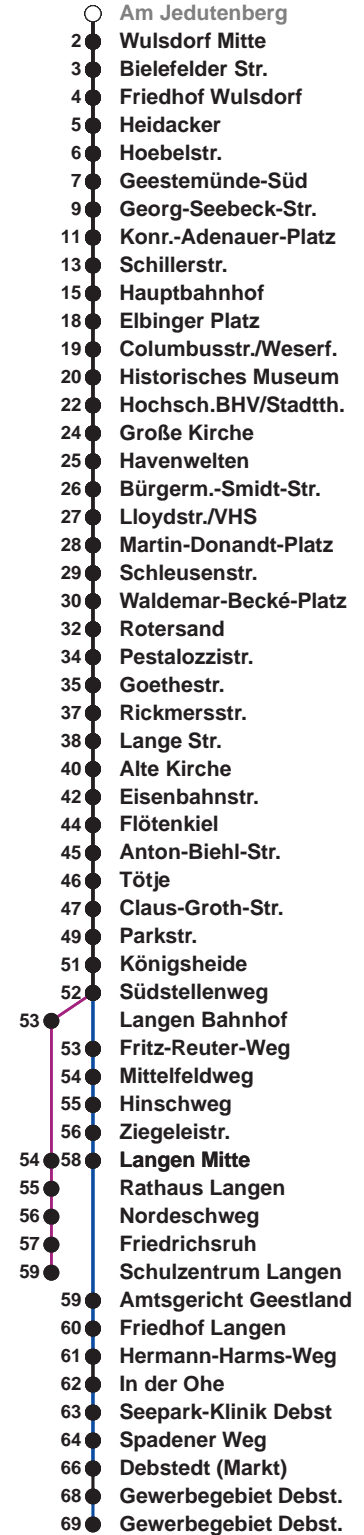 Am Jedutenberg
2 Wulsdorf Mitte
3 Bielefelder Str.
4 Friedhof Wulsdorf
5 Heidacker
6 Hoebelstr.
7 Geestemünde-Süd
9 Georg-Seebeck-Str.
11 Konr.-Adenauer-Platz
13 Schillerstr.
15 Hauptbahnhof
18 Elbinger Platz
19 Columbusstr./Weserf.
20 Historisches Museum
22 Hochsch.BHV/Stadtth.
24 Große Kirche
25 Havenwelten
26 Bürgerm.-Smidt-Str.
27 Lloydstr./VHS
28 Martin-Donandt-Platz
29 Schleusenstr.
30 Waldemar-Becké-Platz
32 Rotersand
34 Pestalozzistr.
35 Goethestr.
37 Rickmersstr.
38 Lange Str.
40 Alte Kirche
42 Eisenbahnstr.
44 Flötenkiel
45 Anton-Biehl-Str.
46 Tötje
47 Claus-Groth-Str.
49 Parkstr.
51 Königsheide
52 Südstellenweg
53 Langen Bahnhof
53 Fritz-Reuter-Weg
54 Mittelfeldweg
55 Hinschweg
56 Ziegeleistr.
54 58 Langen Mitte
55 Rathaus Langen
56 Nordeschweg
57 Friedrichsruh
59 Schulzentrum Langen
59 Amtsgericht Geestland
60 Friedhof Langen
61 Hermann-Harms-Weg
62 In der Ohe
63 Seepark-Klinik Debst
64 Spadener Weg
66 Debstedt (Markt)
68 Gewerbegebiet Debst.
69 Gewerbegebiet Debst.